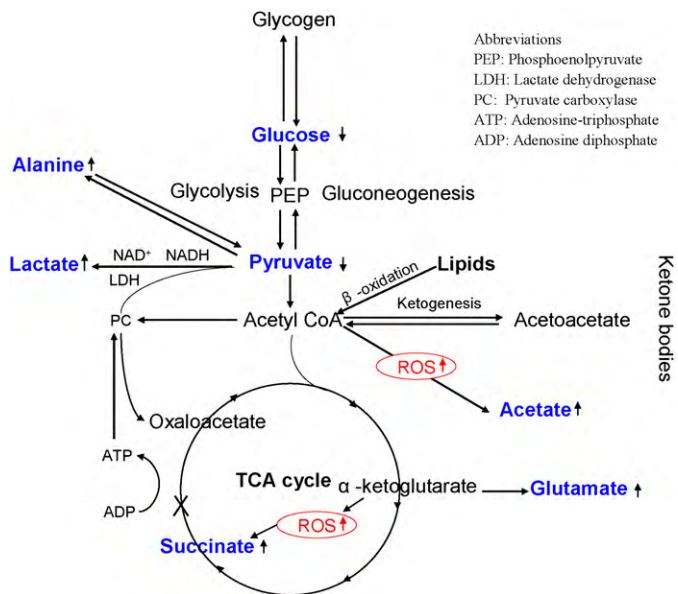 Glycogen
Abbreviations
PEP: Phosphoenolpyruvate
LDH: Lactate dehydrogenase
PC: Pyruvate carboxylase
ATP: Adenosine-triphosphate
ADP: Adenosine diphosphate
Glucose
Alanine
Glycolysis PEP Gluconeogenesis
Lactate NAD+ NADH Pyruvate
LDH
β -oxidation Lipids
Ketogenesis
PC Acetyl CoA Acetoacetate
Ketone bodies
ROS
Acetate
Oxaloacetate
ATP
TCA cycle α -ketoglutarate Glutamate
ADP
ROS
Succinate